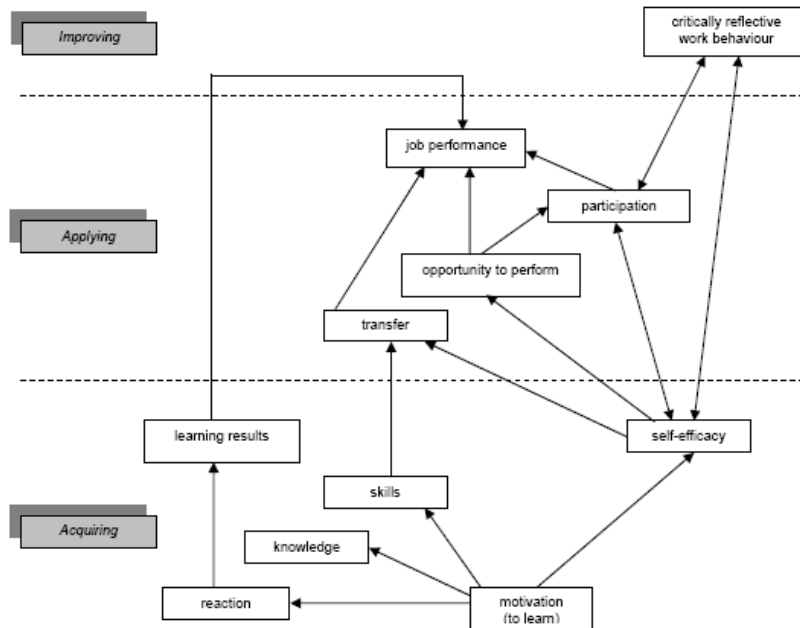 critically reflective
work behaviour
Improving
job performance
participation
Applying
opportunity to perform
transfer
learning results
self-efficacy
skills
Acquiring
knowledge
reaction
motivation
(to learn)